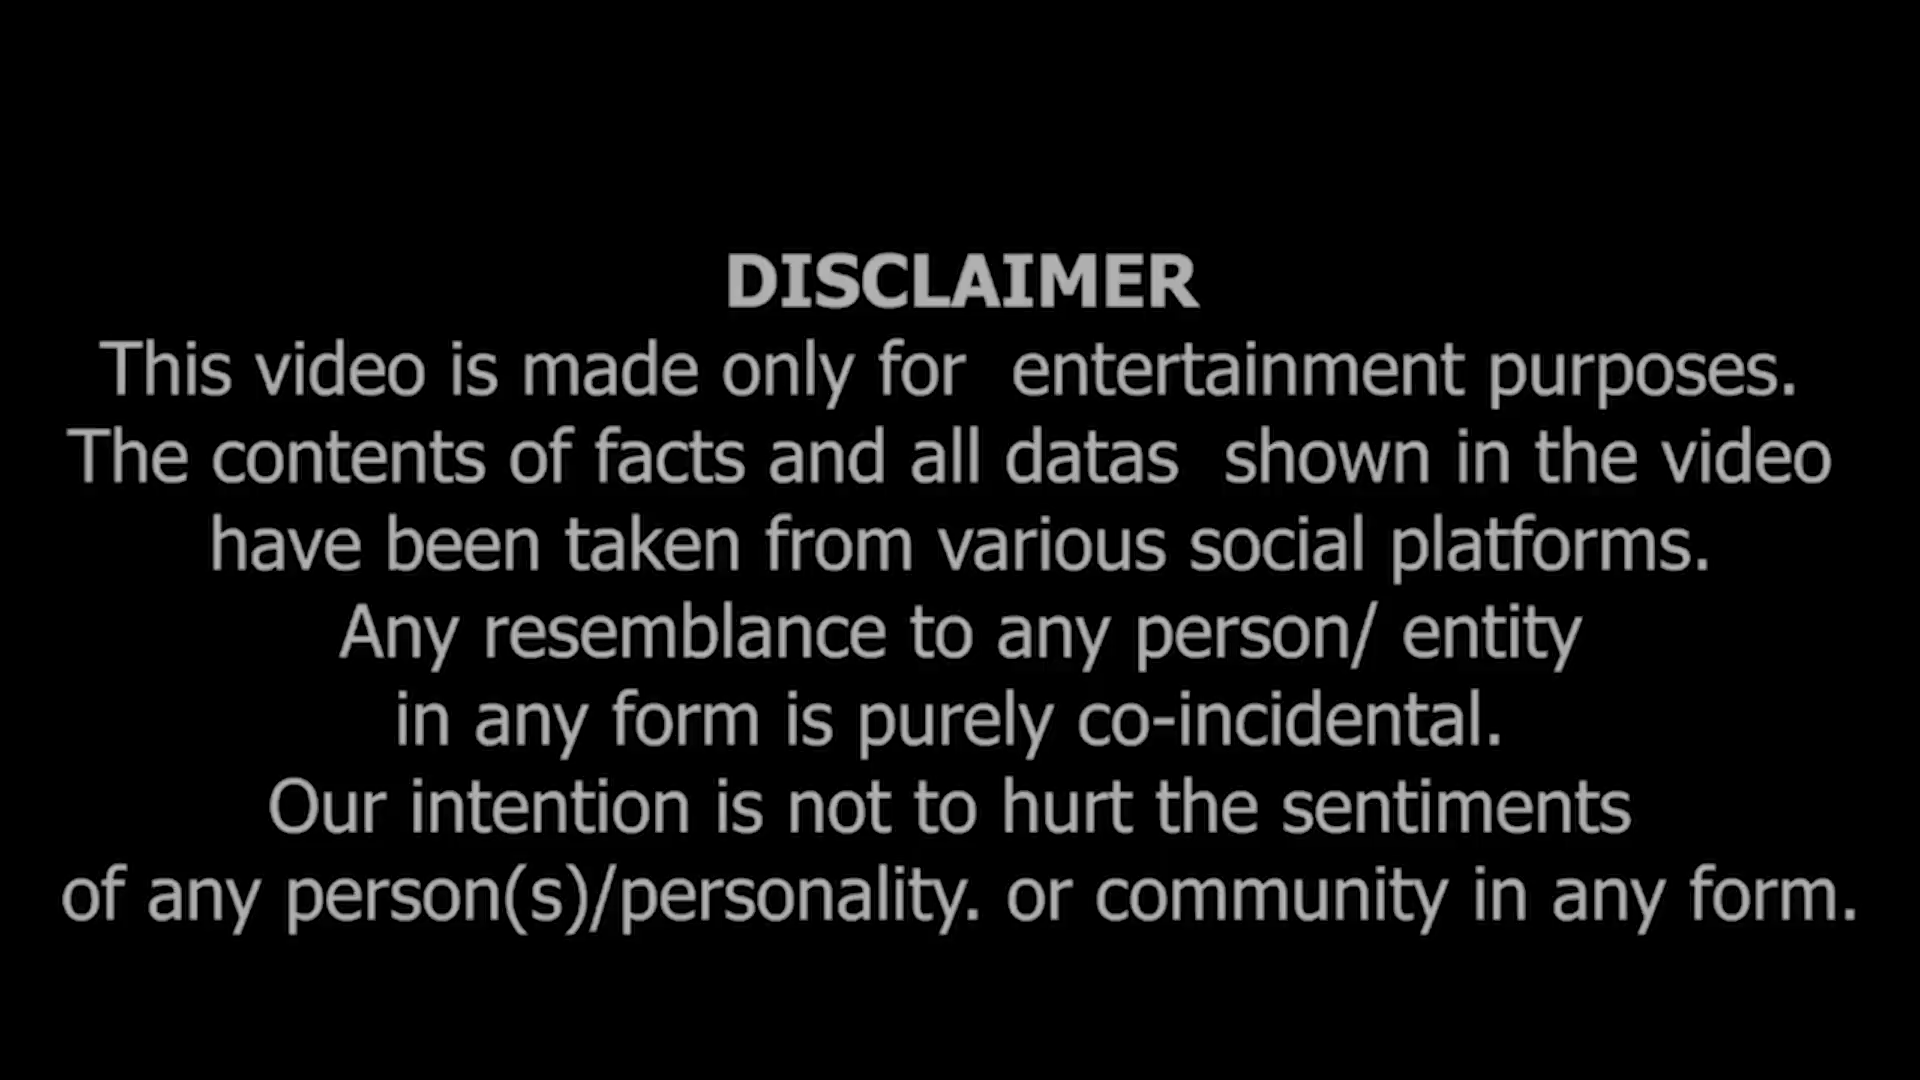 DISCLAIMER
This video is made only for  entertainment purposes.
The contents of facts and all datas  shown in the video
have been taken from various social platforms.
Any resemblance to any person/ entity
in any form is purely co-incidental.
Our intention is not to hurt the sentiments
of any person(s)/personality. or community in any form.